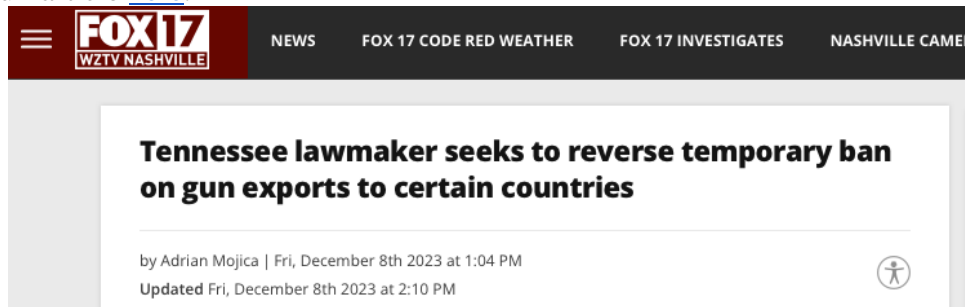 FOX 17
WZTV NASHVILLE
NEWS FOX 17 CODE RED WEATHER FOX 17 INVESTIGATES NASHVILLE CAME
Tennessee lawmaker seeks to reverse temporary ban
on gun exports to certain countries
by Adrian Mojica | Fri, December 8th 2023 at 1:04 PM
Updated Fri, December 8th 2023 at 2:10 PM